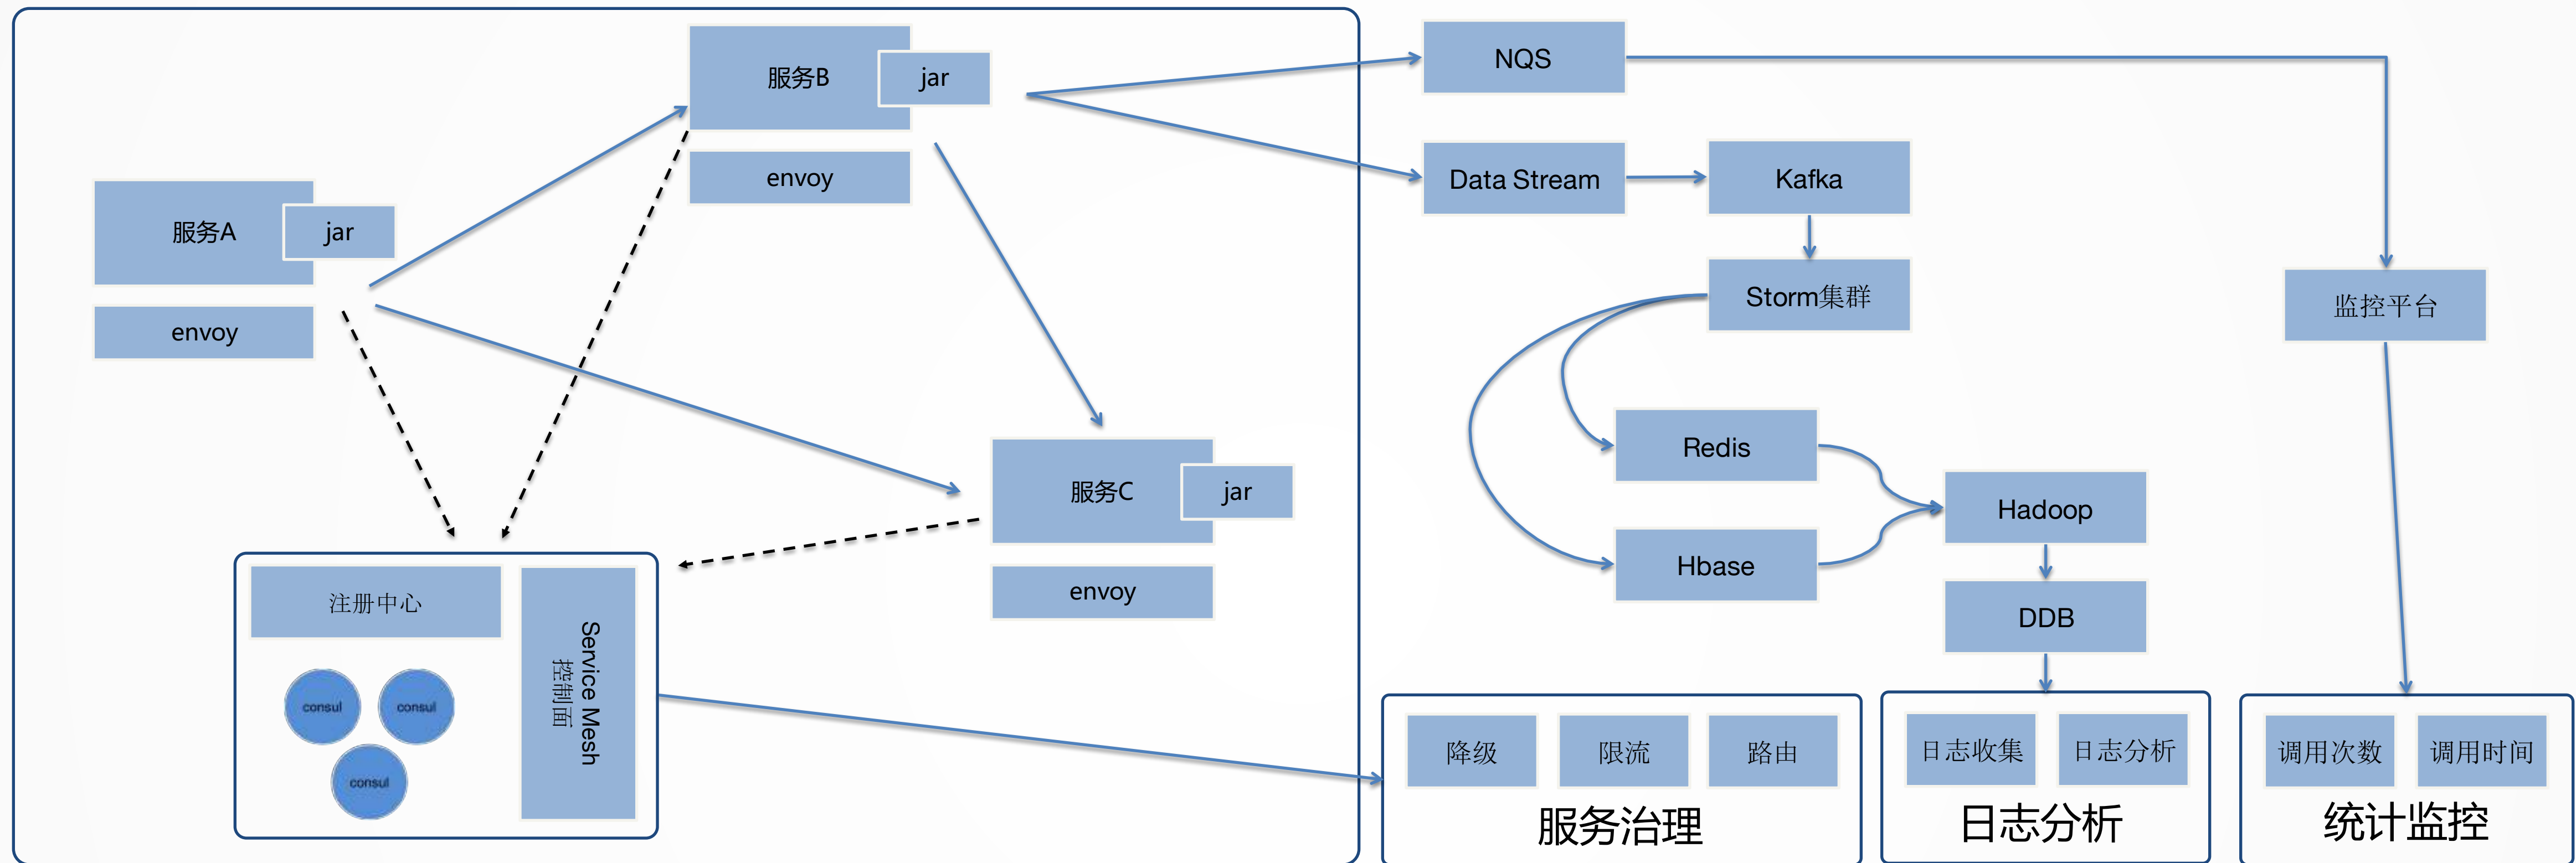 服务A
jar
envoy
服务B
jar
envoy
服务C
jar
envoy
注册中心
consul
consul
consul
Service Mesh
控制面
NQS
Data Stream
Kafka
Storm集群
Redis
Hbase
Hadoop
DDB
监控平台
降级
限流
路由
服务治理
日志收集
日志分析
日志分析
调用次数
调用时间
统计监控